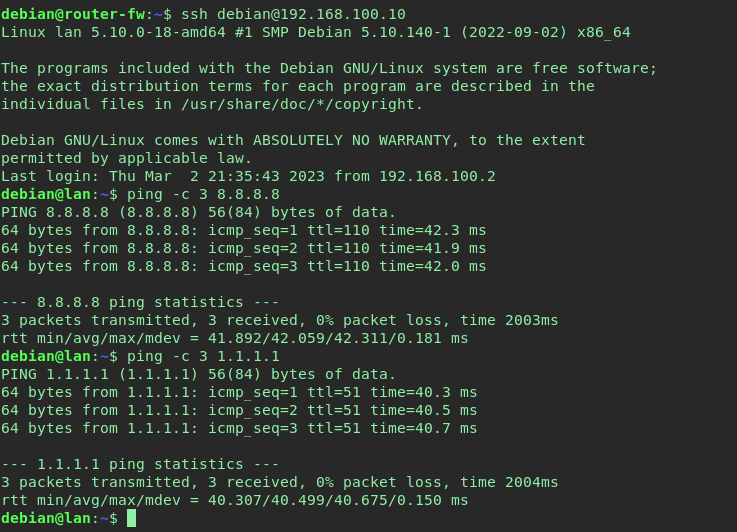 debian@router-fw:~$ ssh debian@192.168.100.10
Linux lan 5.10.0-18-amd64 #1 SMP Debian 5.10.140-1 (2022-09-02) x86_64

The programs included with the Debian GNU/Linux system are free software;
the exact distribution terms for each program are described in the
individual files in /usr/share/doc/*/copyright.

Debian GNU/Linux comes with ABSOLUTELY NO WARRANTY, to the extent
permitted by applicable law.
Last login: Thu Mar  2 21:35:43 2023 from 192.168.100.2
debian@lan:~$ ping -c 3 8.8.8.8
PING 8.8.8.8 (8.8.8.8) 56(84) bytes of data.
64 bytes from 8.8.8.8: icmp_seq=1 ttl=110 time=42.3 ms
64 bytes from 8.8.8.8: icmp_seq=2 ttl=110 time=41.9 ms
64 bytes from 8.8.8.8: icmp_seq=3 ttl=110 time=42.0 ms

--- 8.8.8.8 ping statistics ---
3 packets transmitted, 3 received, 0% packet loss, time 2003ms
rtt min/avg/max/mdev = 41.892/42.059/42.311/0.181 ms
debian@lan:~$ ping -c 3 1.1.1.1
PING 1.1.1.1 (1.1.1.1) 56(84) bytes of data.
64 bytes from 1.1.1.1: icmp_seq=1 ttl=51 time=40.3 ms
64 bytes from 1.1.1.1: icmp_seq=2 ttl=51 time=40.5 ms
64 bytes from 1.1.1.1: icmp_seq=3 ttl=51 time=40.7 ms

--- 1.1.1.1 ping statistics ---
3 packets transmitted, 3 received, 0% packet loss, time 2004ms
rtt min/avg/max/mdev = 40.307/40.499/40.675/0.150 ms
debian@lan:~$